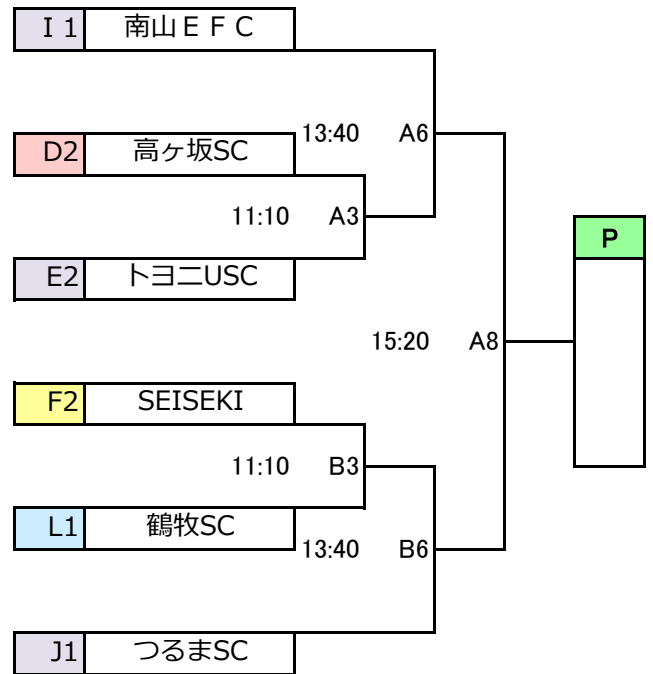 I 1 南山ＥＦＣ
13:40 A6
D2 高ヶ坂SC
11:10 A3
P
E2 トヨニUSC
15:20 A8
F2 SEISEKI
11:10 B3
L1 鶴牧SC
13:40 B6
J1 つるまSC